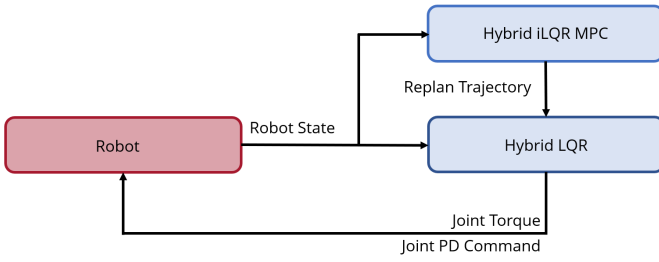 Hybrid iLQR MPC
Replan Trajectory
Robot State
Robot
Hybrid LQR
Joint Torque
Joint PD Command